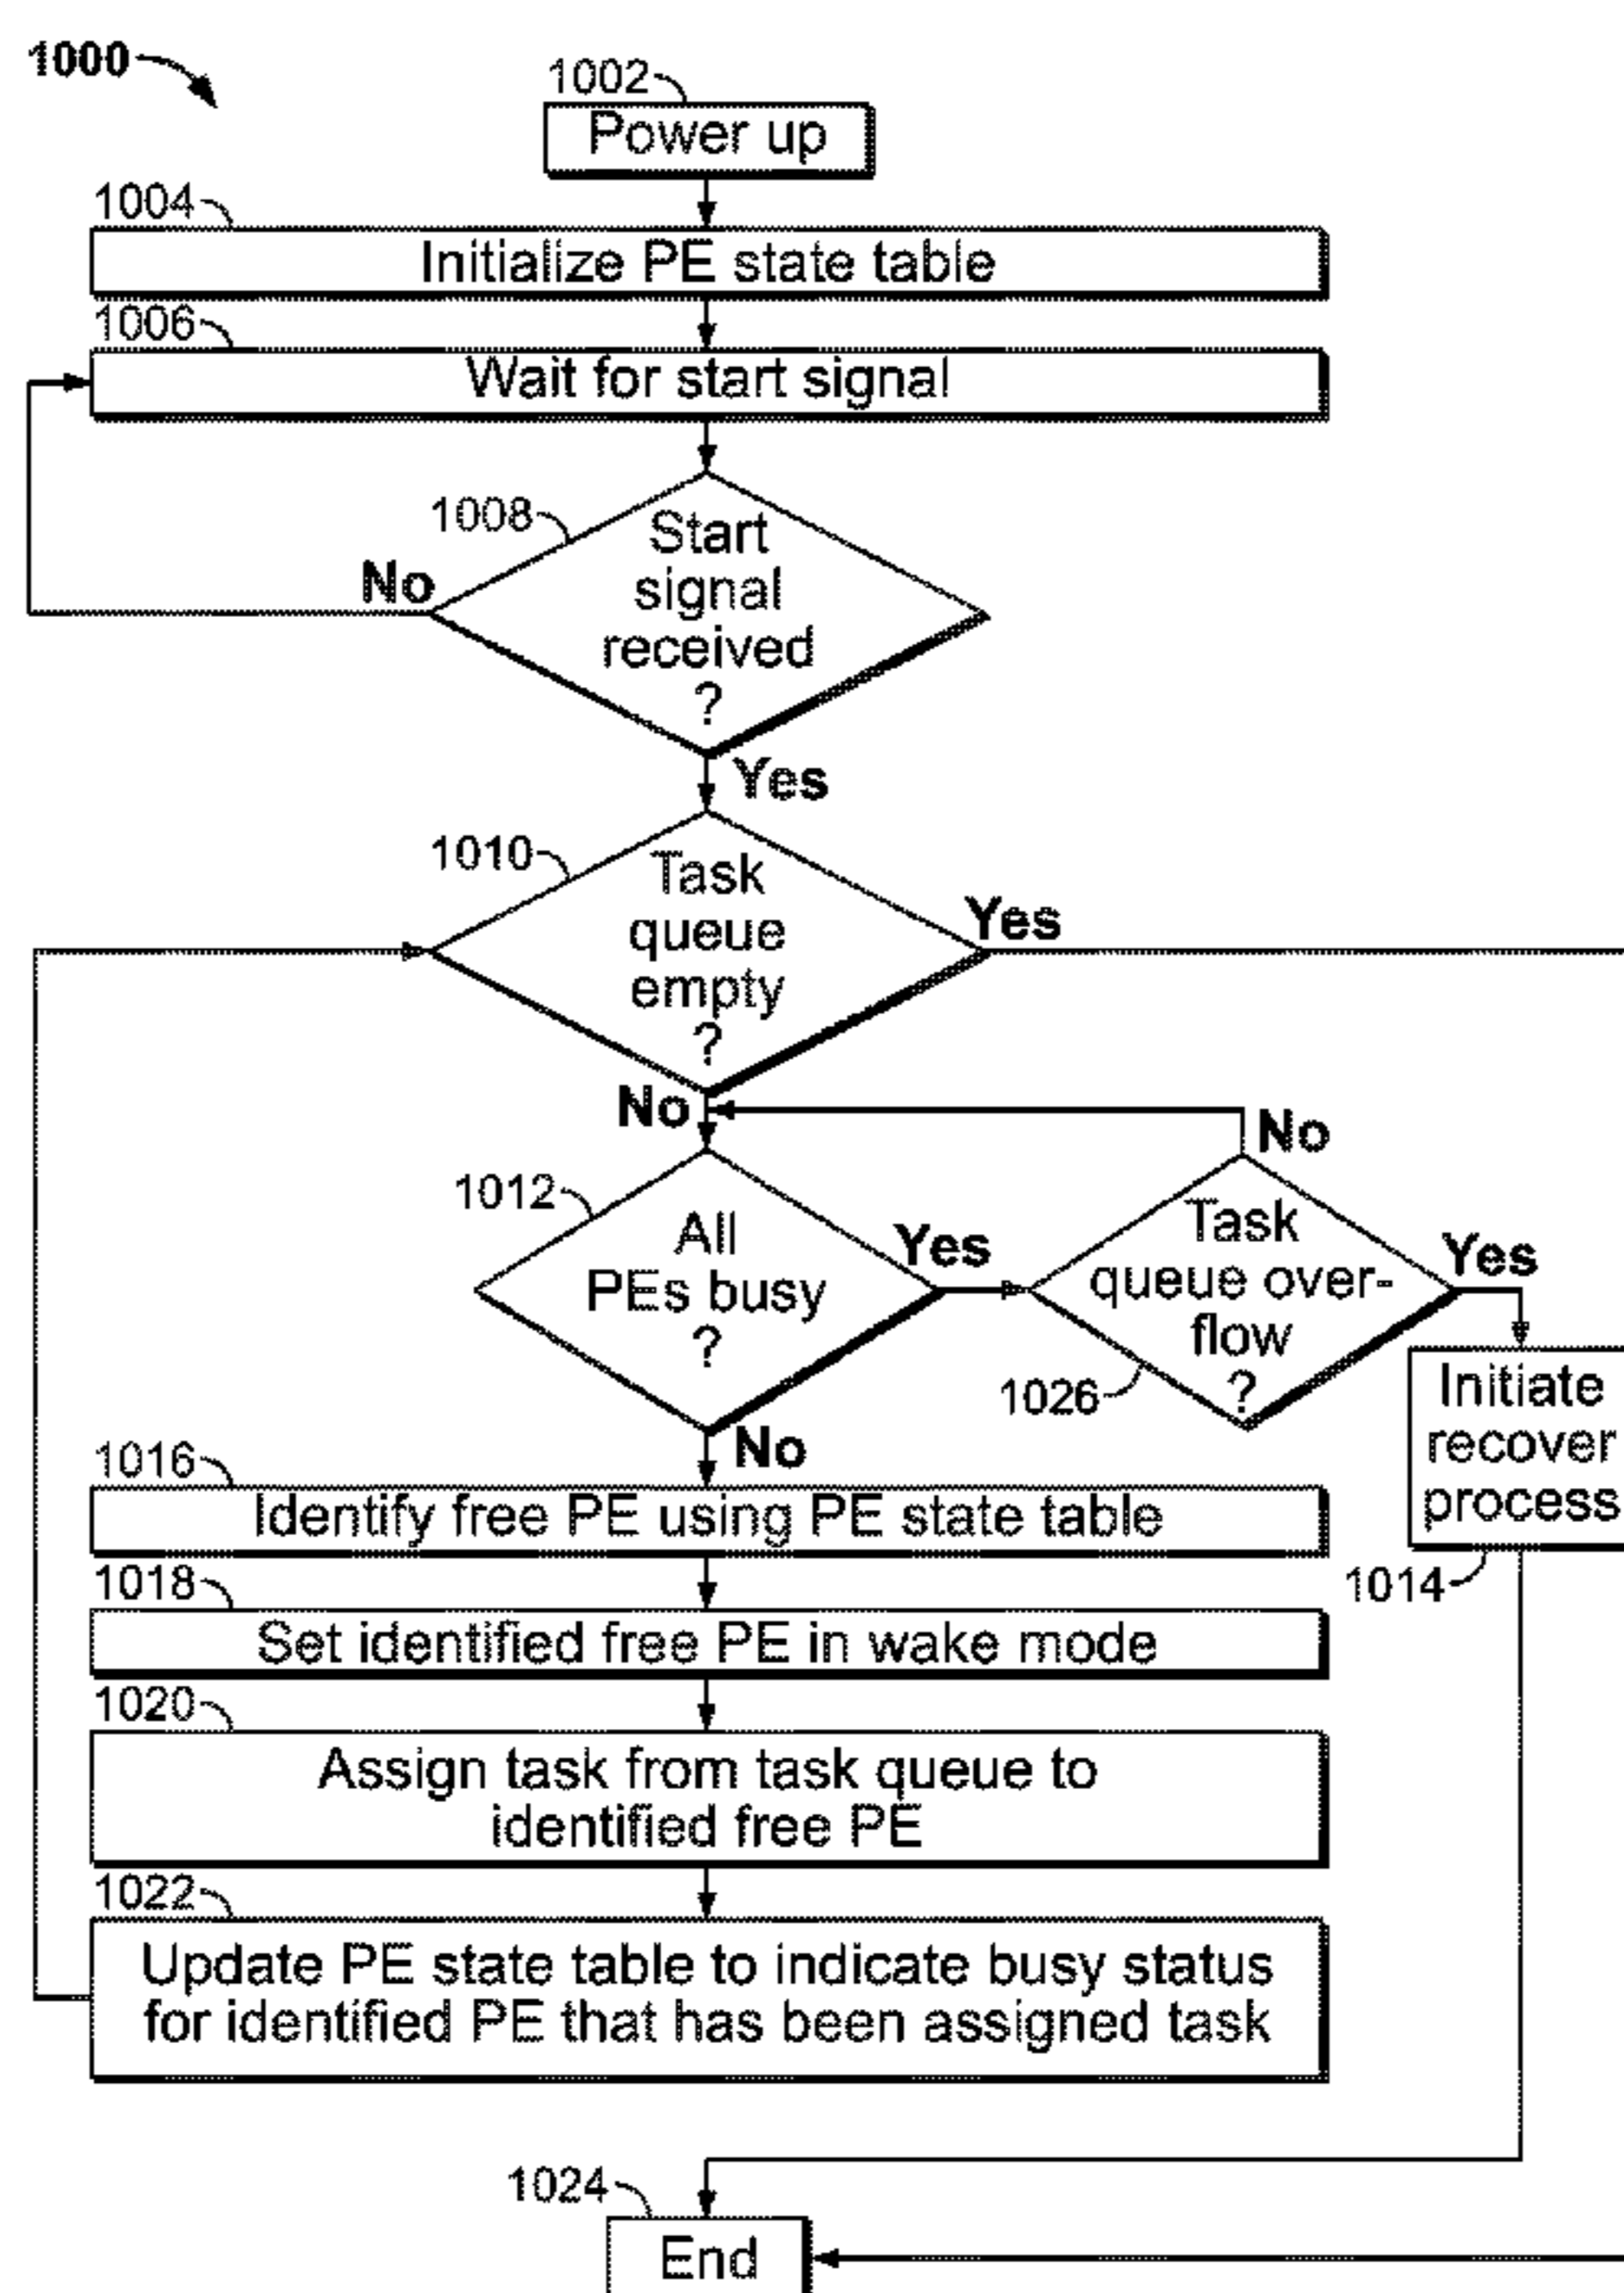 1000
1002
Power up
1004
Initialize PE state table
1006
Wait for start signal
1008
Start
signal
received
?
No
Yes
1010
Task
queue
empty
?
Yes
No
1012
All
PEs busy
?
Yes
No
Task
queue over-
flow
?
1026
No
Yes
Initiate
recover
process
1014
1016
Identify free PE using PE state table
1018
Set identified free PE in wake mode
1020
Assign task from task queue to
identified free PE
1022
Update PE state table to indicate busy status
for identified PE that has been assigned task
1024
End